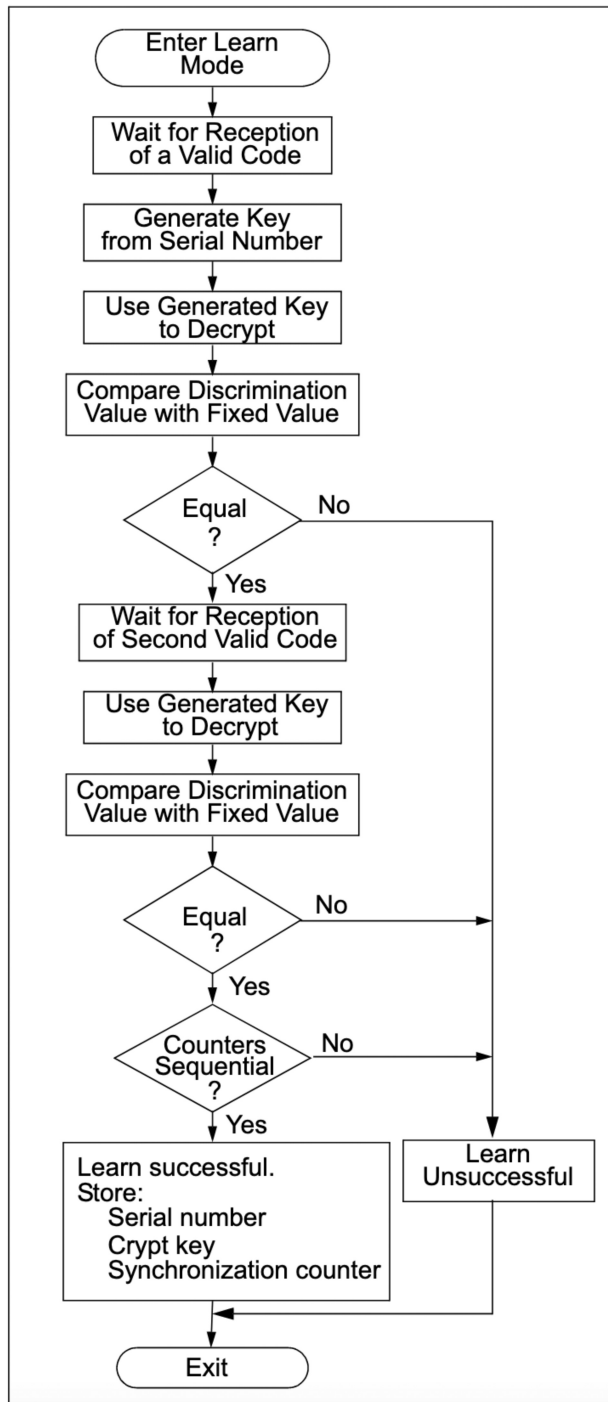 Enter Learn
Mode
Wait for Reception
of a Valid Code
Generate Key
from Serial Number
Use Generated Key
to Decrypt
Compare Discrimination
Value with Fixed Value
Equal
?
No
Yes
Wait for Reception
of Second Valid Code
Use Generated Key
to Decrypt
Compare Discrimination
Value with Fixed Value
Equal
?
No
Yes
Counters
Sequential
?
No
Yes
Learn successful.
Store:
Serial number
Crypt key
Synchronization counter
Learn
Unsuccessful
Exit